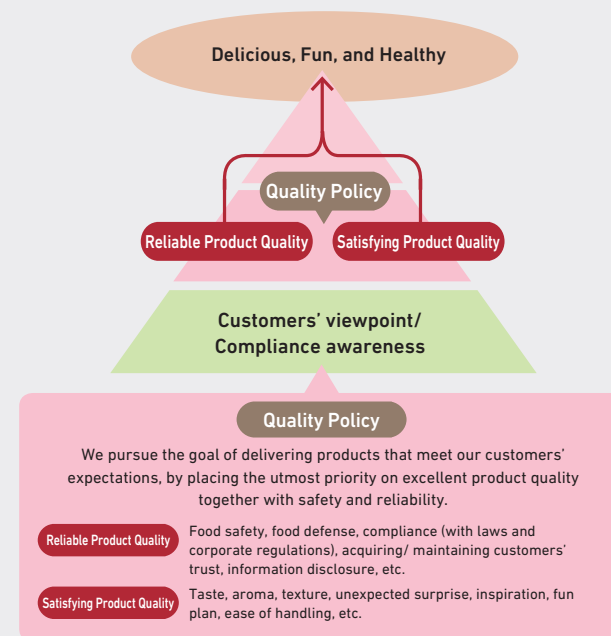 Delicious, Fun, and Healthy
Quality Policy
Reliable Product Quality
Satisfying Product Quality
Customers’ viewpoint/
Compliance awareness
Quality Policy
We pursue the goal of delivering products that meet our customers’
expectations, by placing the utmost priority on excellent product quality
together with safety and reliability.
Reliable Product Quality
Food safety, food defense, compliance (with laws and
corporate regulations), acquiring/ maintaining customers’
trust, information disclosure, etc.
Satisfying Product Quality
Taste, aroma, texture, unexpected surprise, inspiration, fun
plan, ease of handling, etc.